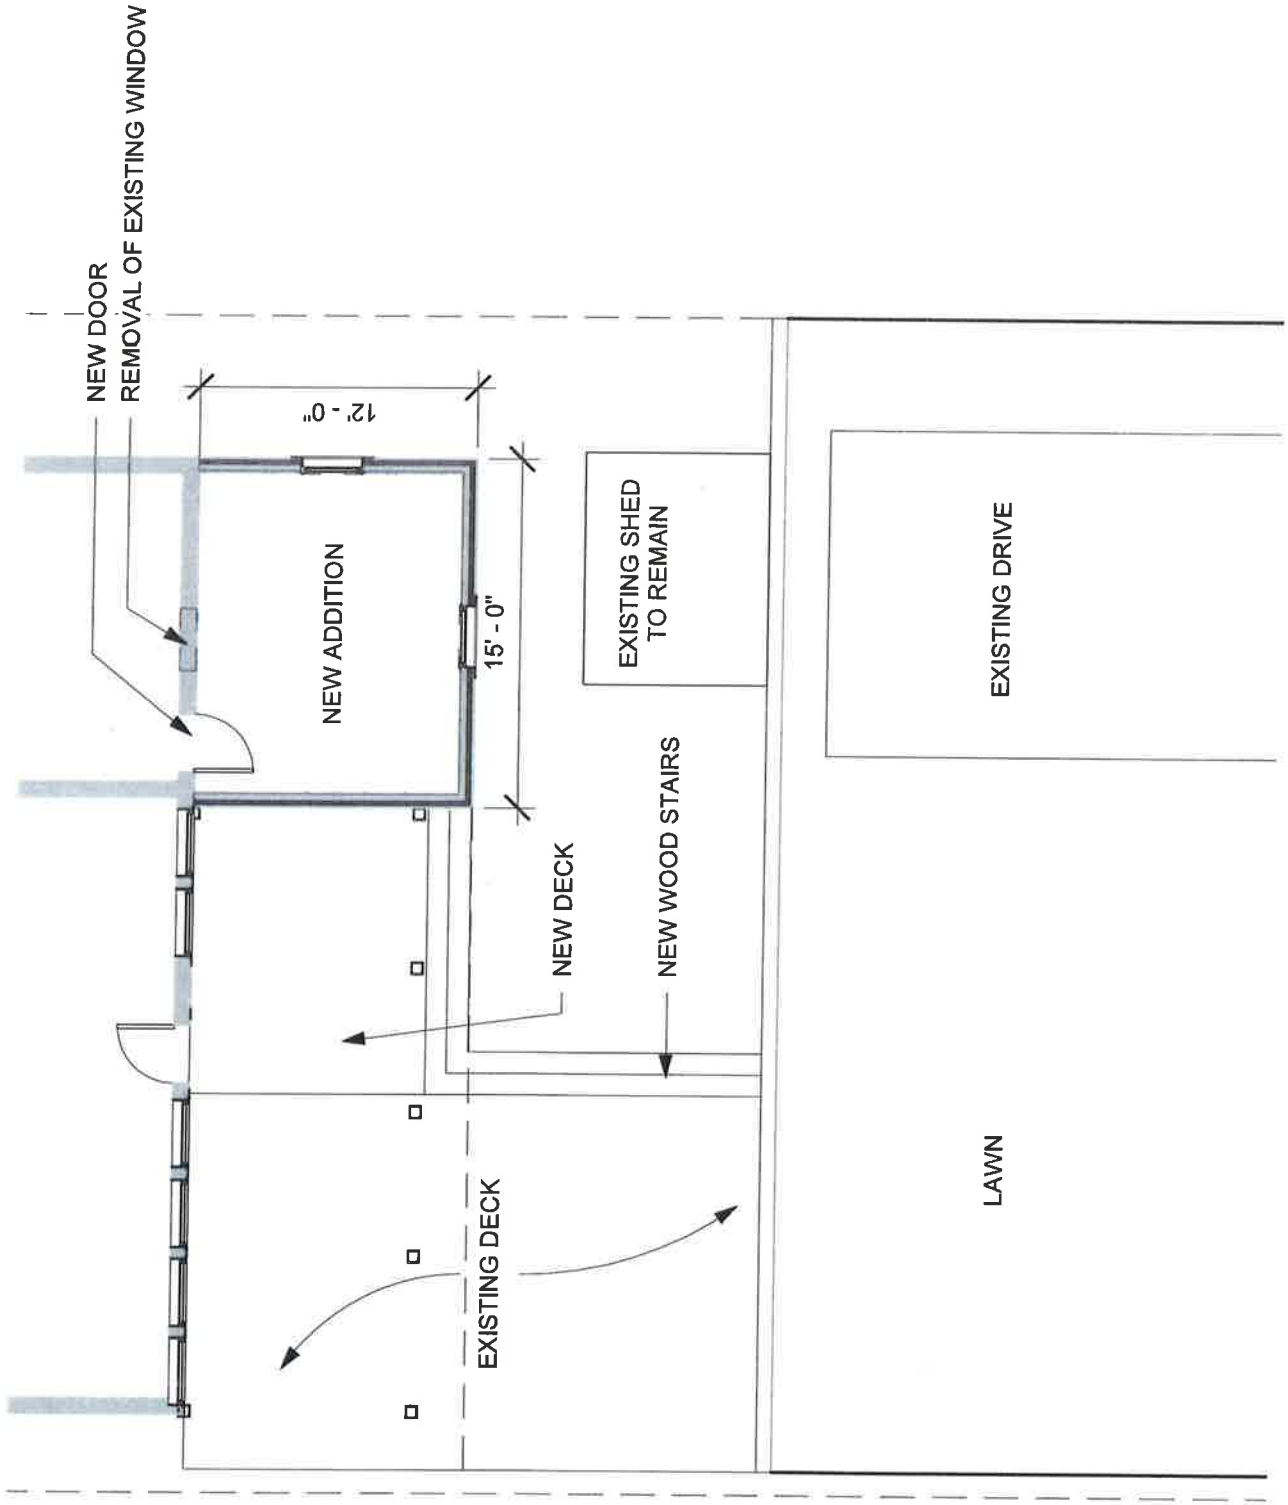 NEW DOOR
REMOVAL OF EXISTING WINDOW
12' - 0"
NEW ADDITION
15' - 0"
EXISTING SHED
TO REMAIN
EXISTING DRIVE
NEW DECK
NEW WOOD STAIRS
EXISTING DECK
LAWN